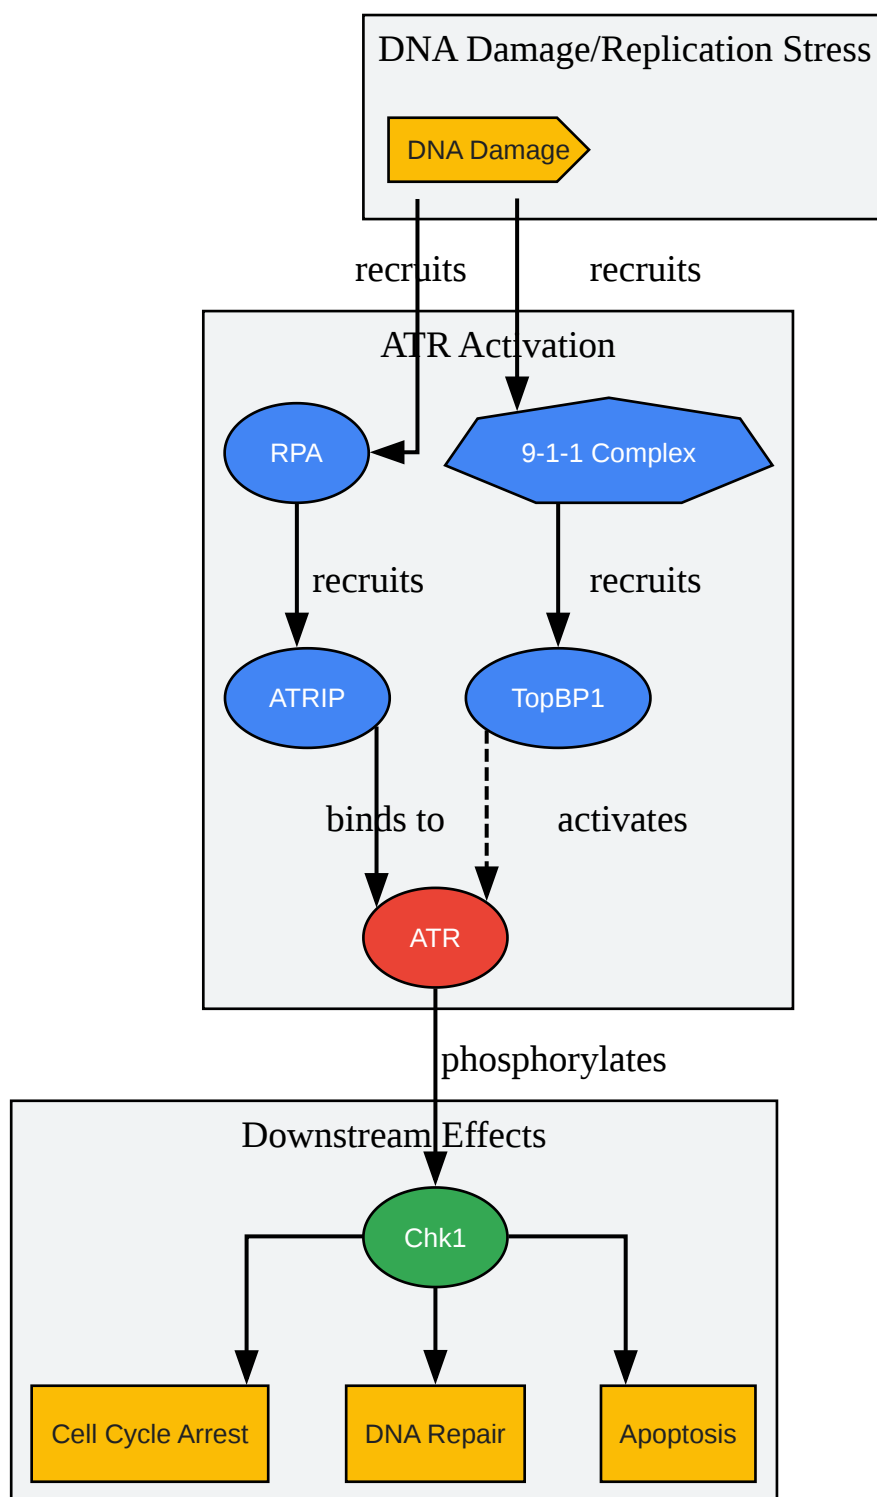 DNA Damage/Replication Stress
DNA Damage
recruits
recruits
ATR Activation
RPA
9-1-1 Complex
recruits
recruits
ATRIP
TopBP1
binds to
activates
ATR
phosphorylates
Downstream Effects
Chk1
Cell Cycle Arrest
DNA Repair
Apoptosis